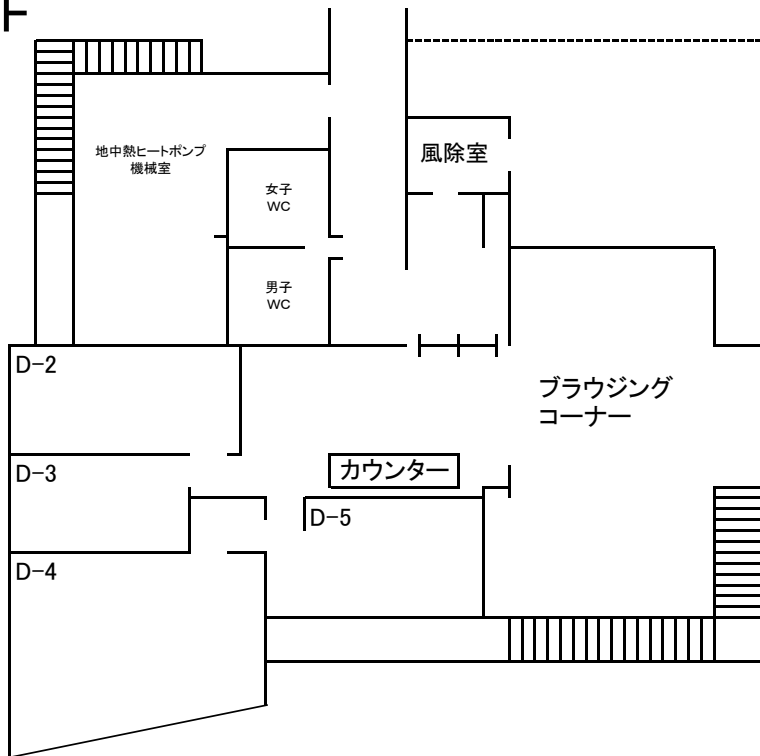 F
地中熱ヒートポンプ
機械室
風除室
女子
WC
男子
WC
D-2
ブラウジング
コーナー
カウンター
D-3
D-5
D-4